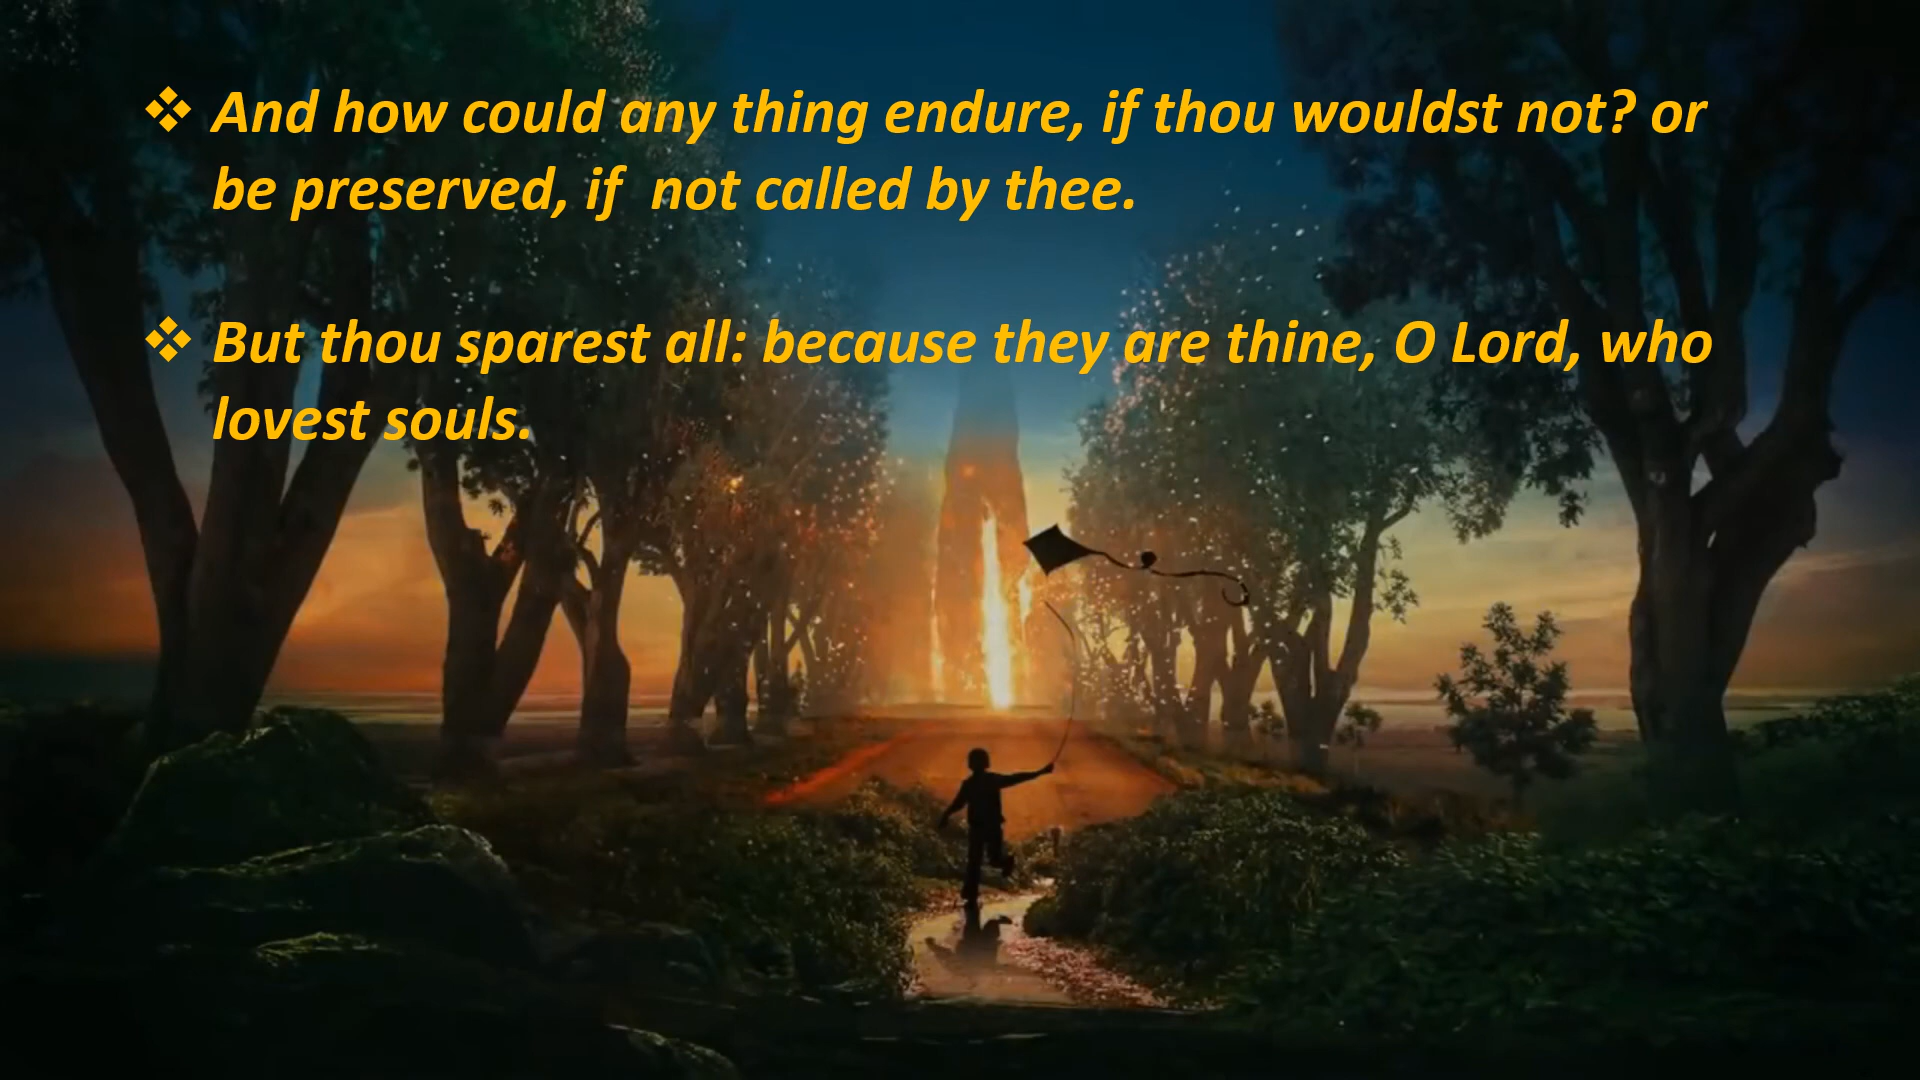 ❖ And how could any thing endure, if thou wouldst not? or
be preserved, if  not called by thee.
❖ But thou sparest all: because they are thine, O Lord, who
lovest souls.